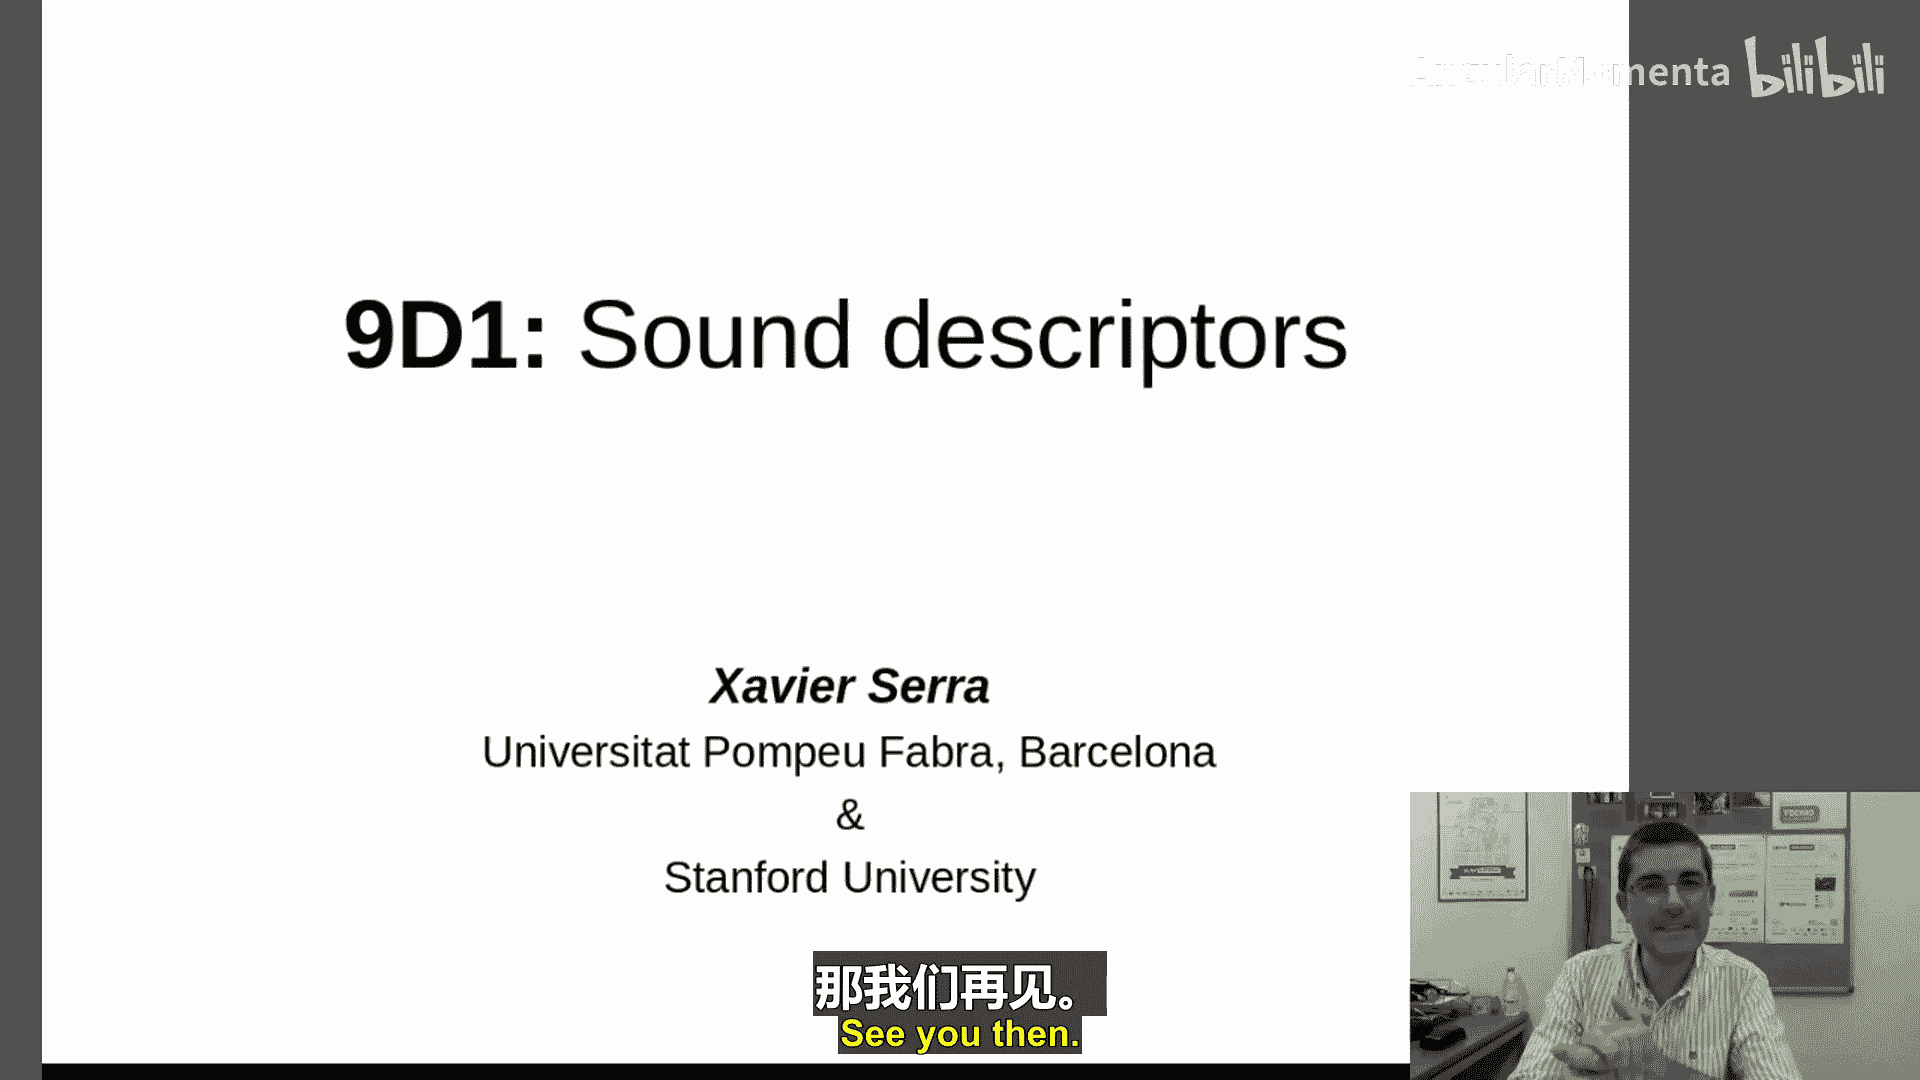 menta bilibili
9D1: Sound descriptors
Xavier Serra
Universitat Pompeu Fabra, Barcelona
&
Stanford University
那我们再见。
See you then.